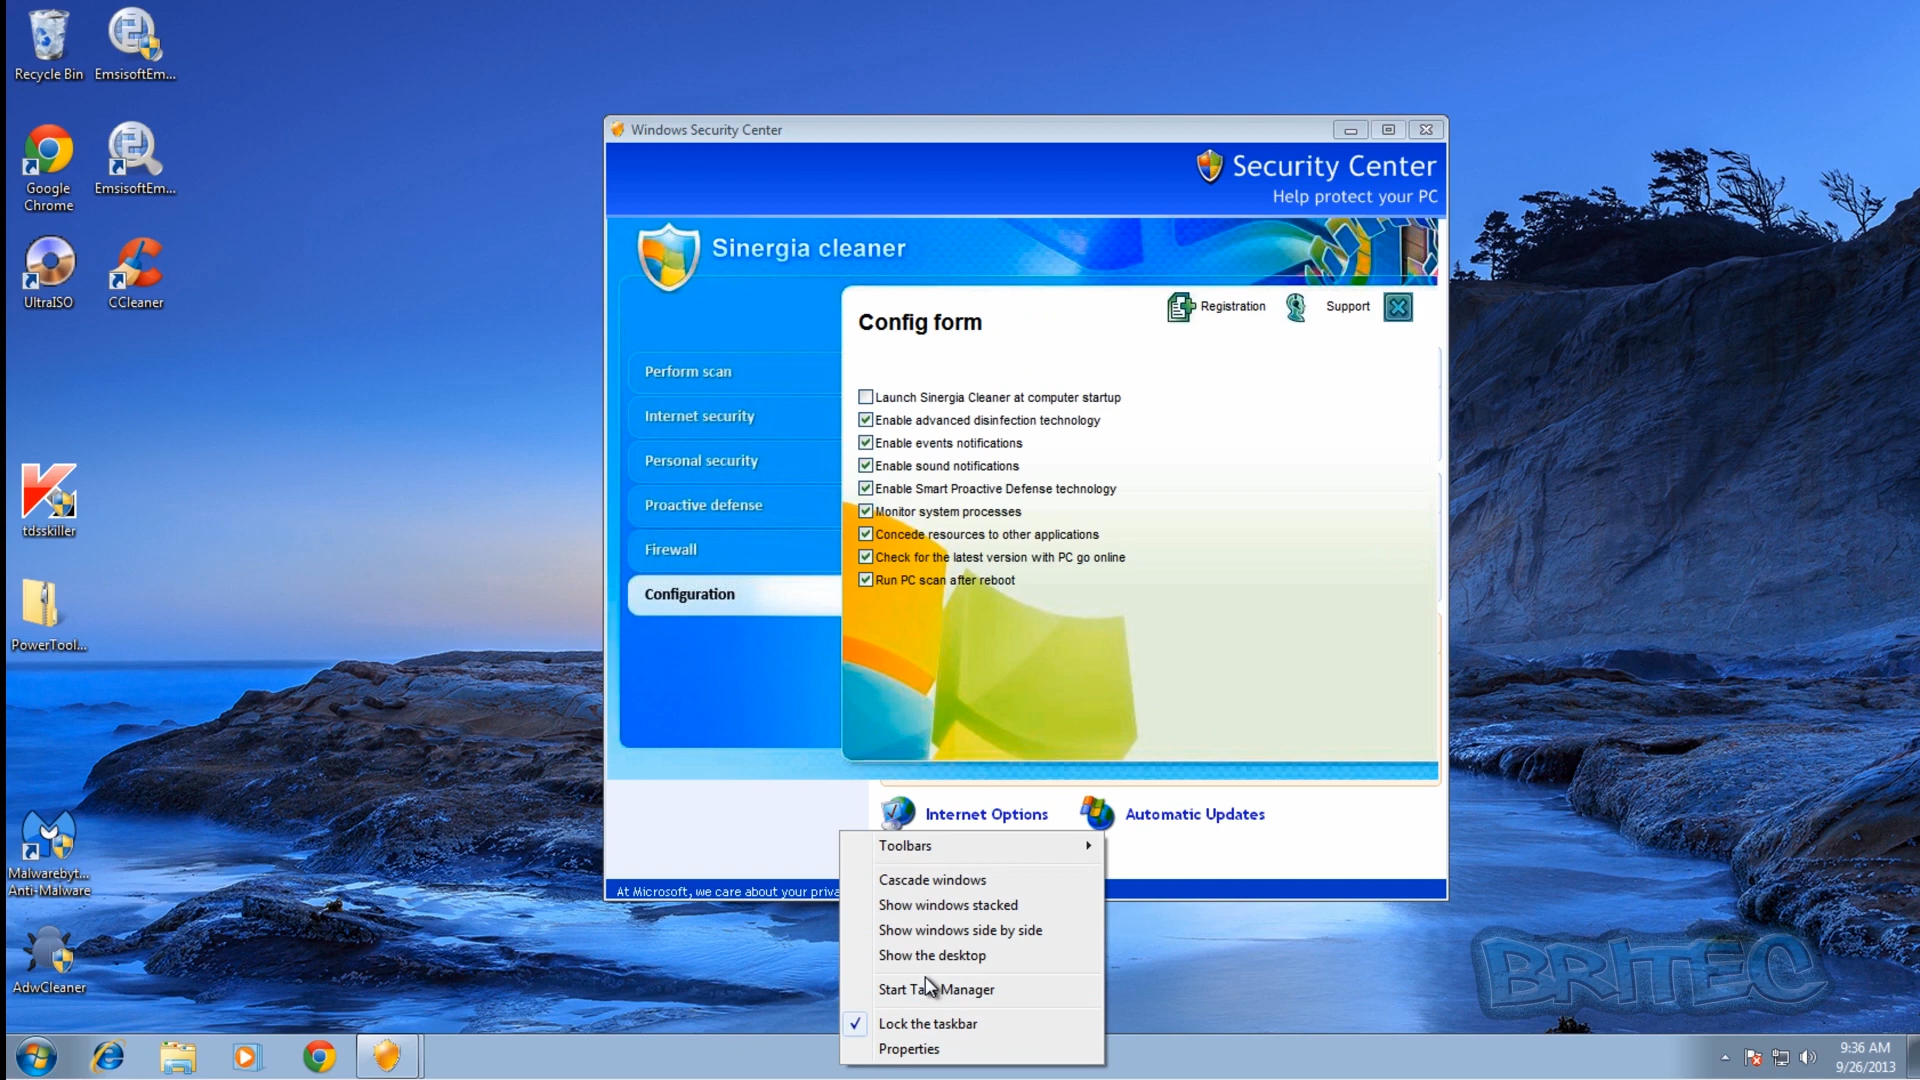 Recycle Bin
EmsisoftEm...
Google Chrome
EmsisoftEm...
UltraISO
CCleaner
tdsskiller
PowerTool...
Malwarebyt... Anti-Malware
AdwCleaner
Windows Security Center
Security Center
Help protect your PC
Sinergia cleaner
Registration
Support
Config form
Perform scan
Internet security
Personal security
Proactive defense
Firewall
Configuration
Launch Sinergia Cleaner at computer startup
Enable advanced disinfection technology
Enable events notifications
Enable sound notifications
Enable Smart Proactive Defense technology
Monitor system processes
Concede resources to other applications
Check for the latest version with PC go online
Run PC scan after reboot
Internet Options
Automatic Updates
At Microsoft, we care about your priva
Toolbars
Cascade windows
Show windows stacked
Show windows side by side
Show the desktop
Start Task Manager
Lock the taskbar
Properties
BRITEC
9:36 AM
9/26/2013